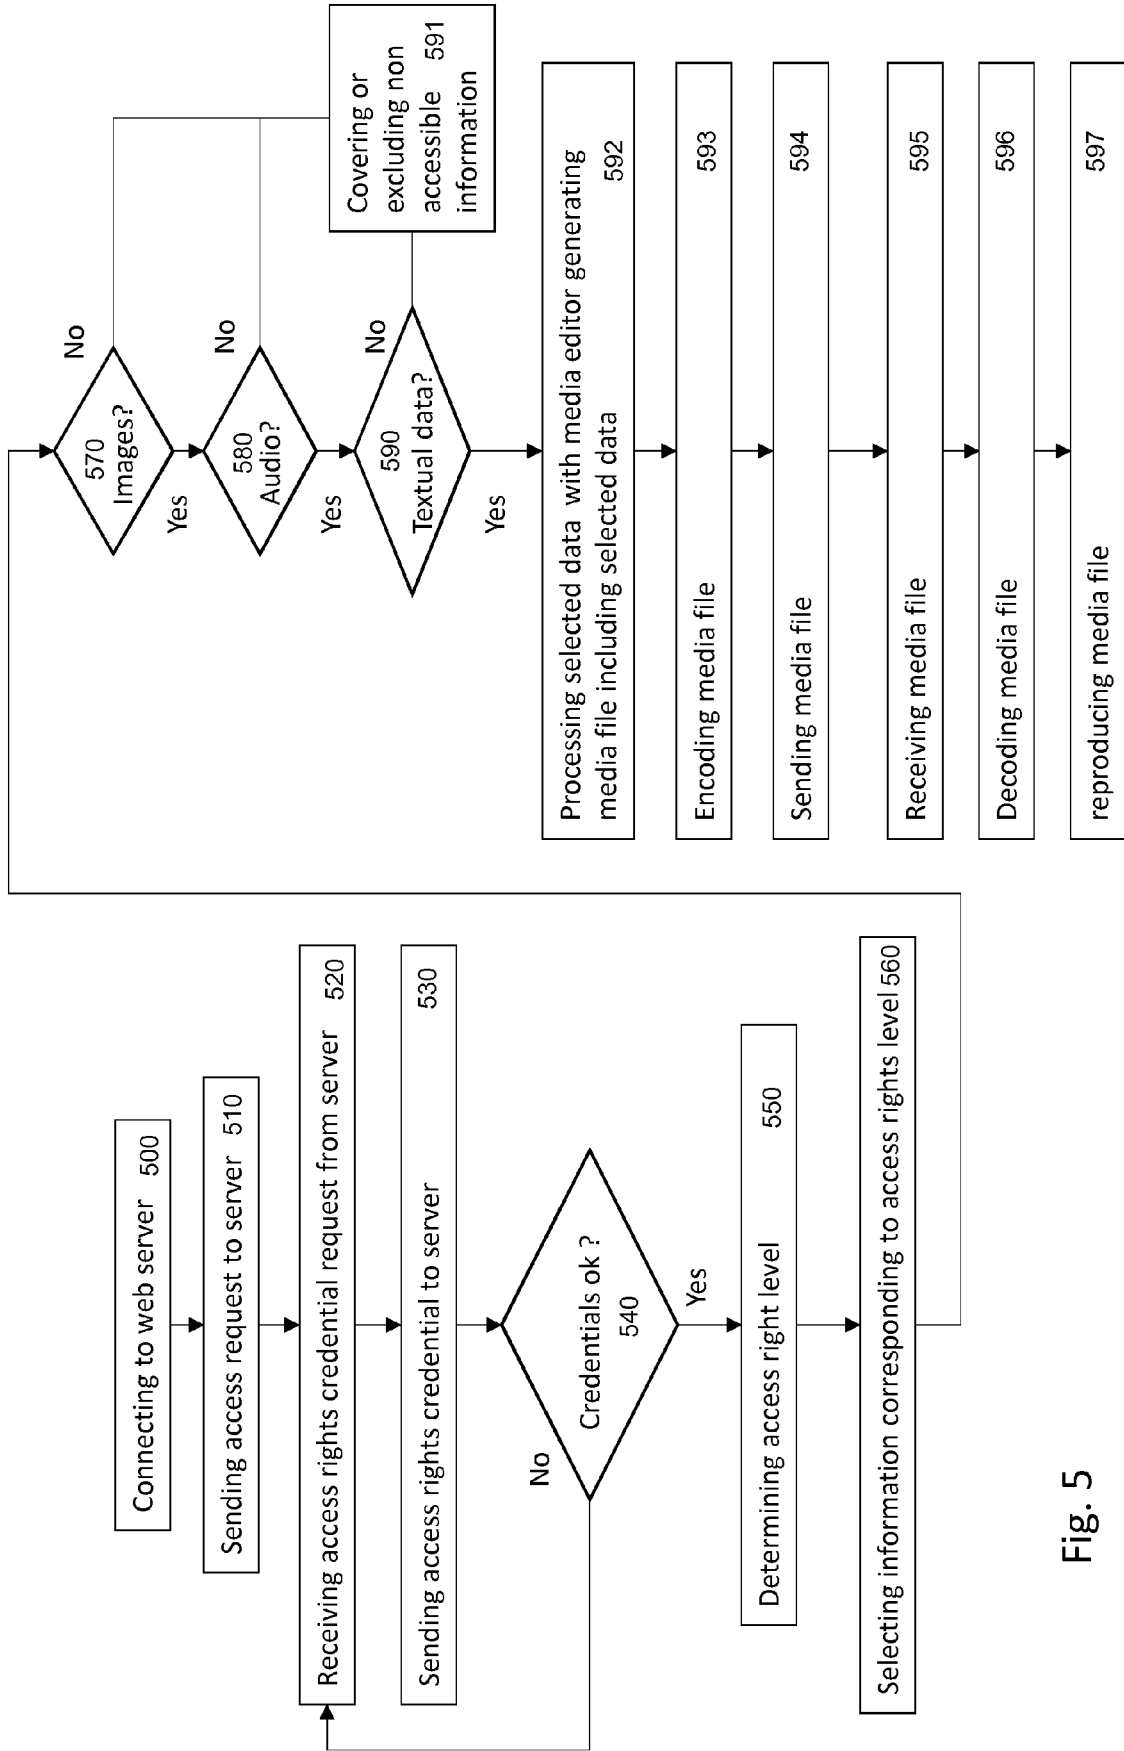 Connecting to web server 500
Sending access request to server 510
Receiving access rights credential request from server 520
Sending access rights credential to server 530
Credentials ok ?
540
No
Yes
Determining access right level 550
Selecting information corresponding to access rights level 560
570
Images?
No
Yes
580
Audio?
No
Yes
590
Textual data?
No
Yes
Covering or
excluding non
accessible 591
information
Processing selected data with media editor generating
media file including selected data 592
Encoding media file 593
Sending media file 594
Receiving media file 595
Decoding media file 596
reproducing media file 597
Fig. 5